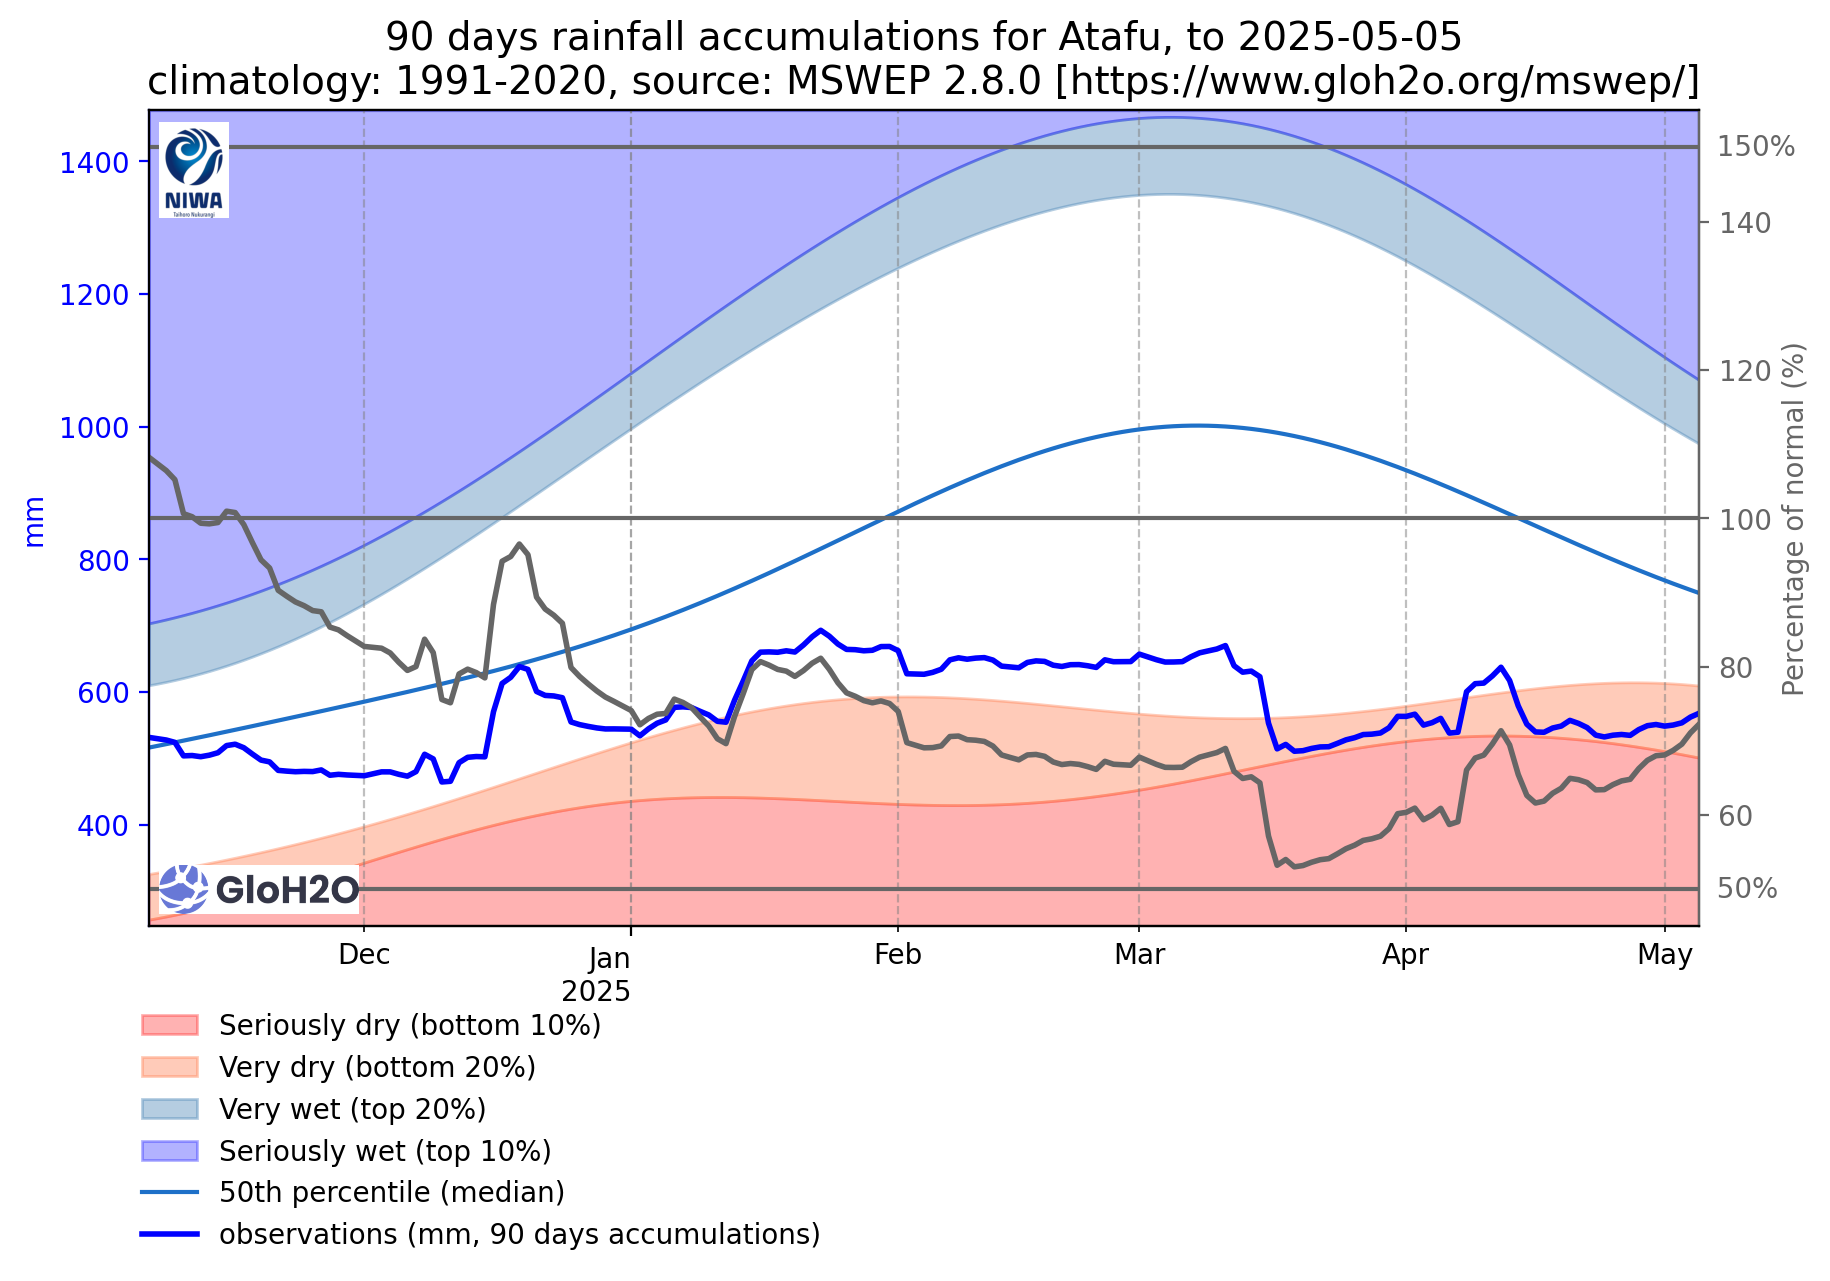 90 days rainfall accumulations for Atafu, to 2025-05-05
climatology: 1991-2020, source: MSWEP 2.8.0 [https://www.gloh2o.org/mswep/]
NIWA
Taihoro Nukurangi
1400
1200
1000
800
600
400
mm
150%
140
120
100
80
60
50%
Percentage of normal (%)
GloH2O
Dec
Jan
2025
Feb
Mar
Apr
May
Seriously dry (bottom 10%)
Very dry (bottom 20%)
Very wet (top 20%)
Seriously wet (top 10%)
50th percentile (median)
observations (mm, 90 days accumulations)